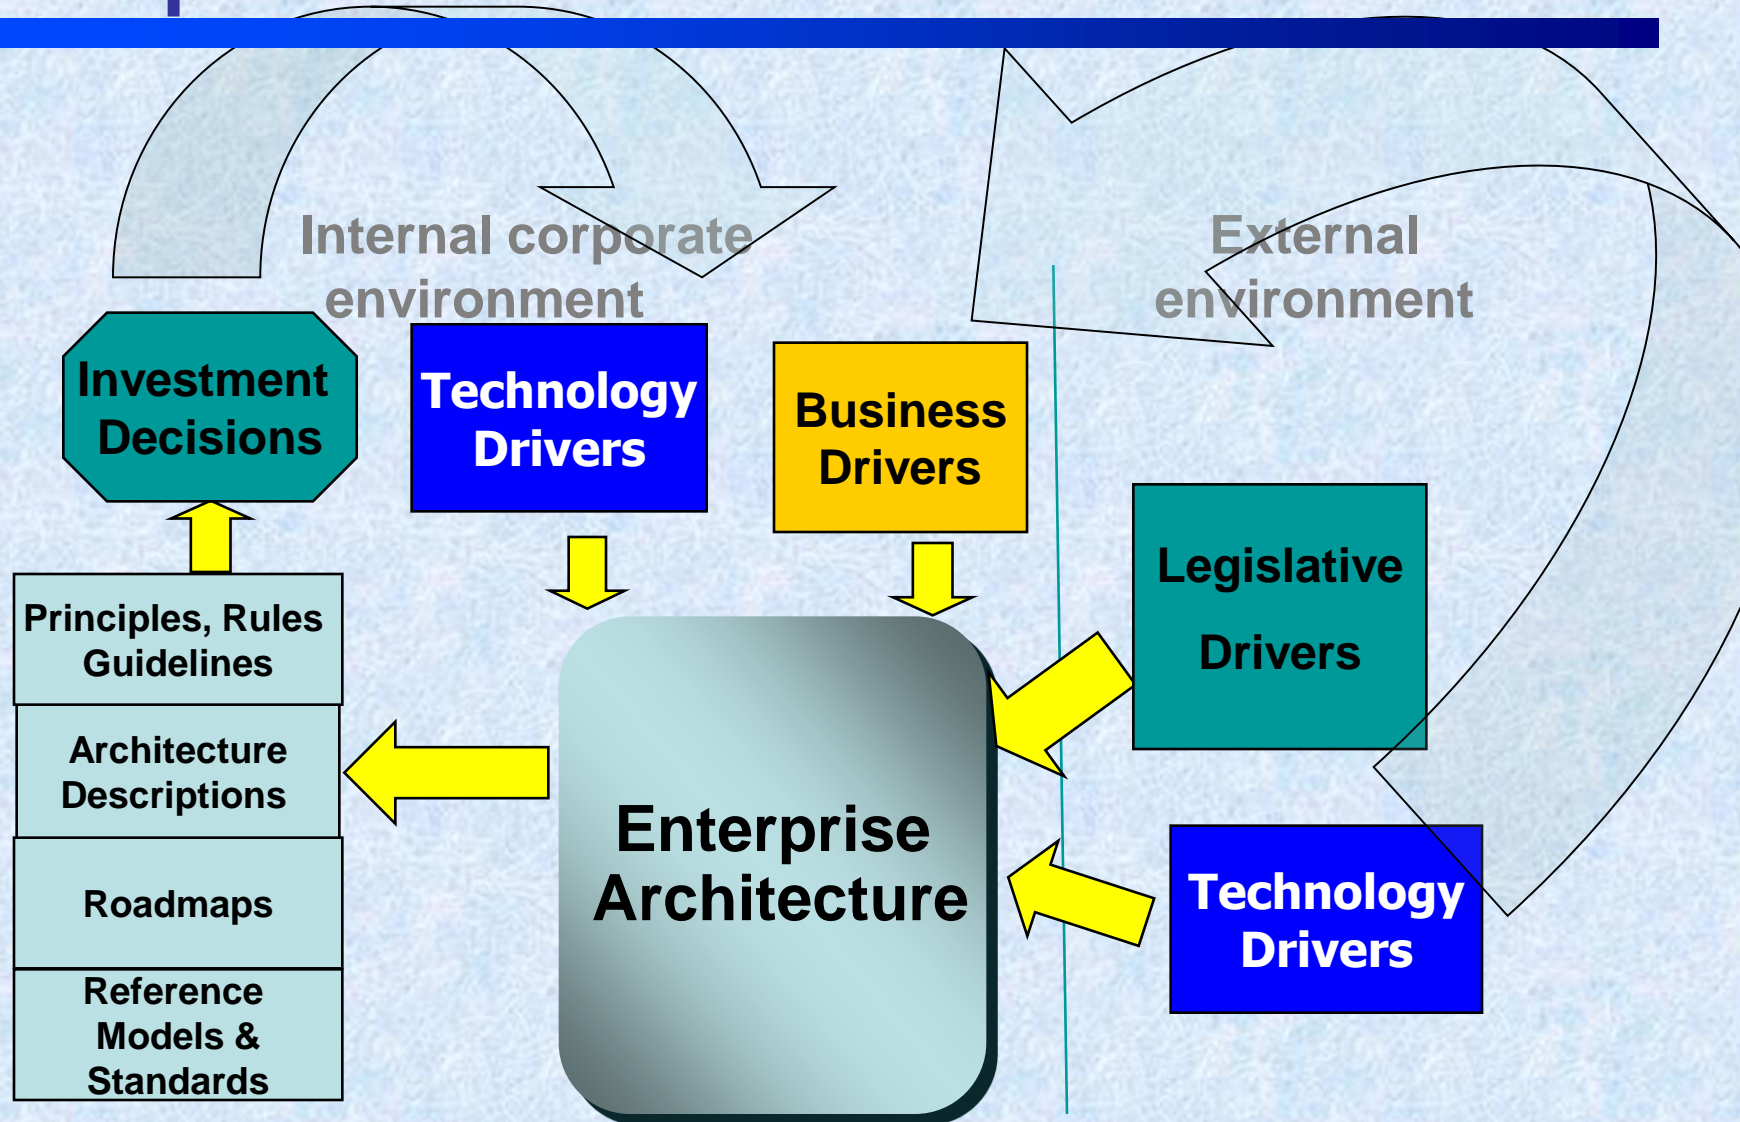 Internal corporate
environment
External
environment
Investment
Decisions
Technology
Drivers
Business
Drivers
Legislative
Drivers
Principles, Rules
Guidelines
Architecture
Descriptions
Roadmaps
Reference
Models &
Standards
Enterprise
Architecture
Technology
Drivers